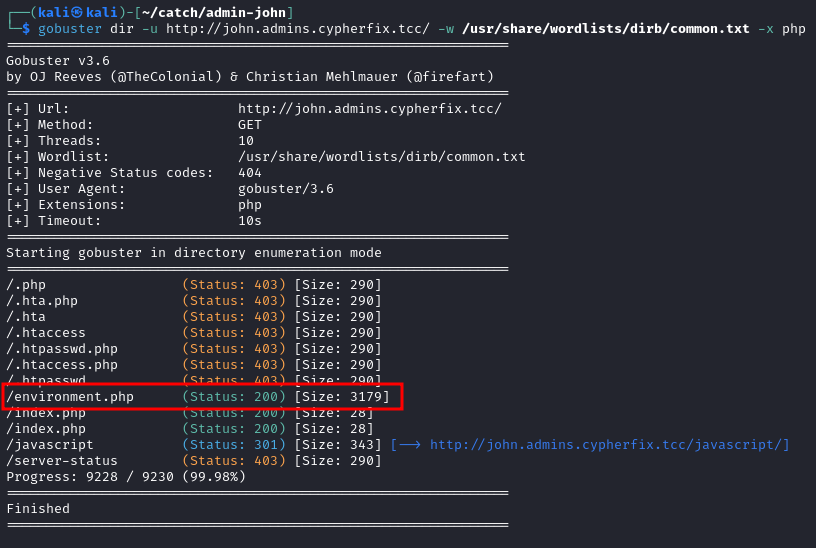 ┌──(kali㉿kali)-[~/catch/admin-john]
└─$ gobuster dir -u http://john.admins.cypherfix.tcc/ -w /usr/share/wordlists/dirb/common.txt -x php
===============================================================
Gobuster v3.6
by OJ Reeves (@TheColonial) & Christian Mehlmauer (@firefart)
===============================================================
[+] Url:                     http://john.admins.cypherfix.tcc/
[+] Method:                  GET
[+] Threads:                 10
[+] Wordlist:                /usr/share/wordlists/dirb/common.txt
[+] Negative Status codes:   404
[+] User Agent:              gobuster/3.6
[+] Extensions:              php
[+] Timeout:                 10s
===============================================================
Starting gobuster in directory enumeration mode
===============================================================
/.php                 (Status: 403) [Size: 290]
/.hta.php             (Status: 403) [Size: 290]
/.hta                 (Status: 403) [Size: 290]
/.htaccess            (Status: 403) [Size: 290]
/.htpasswd.php        (Status: 403) [Size: 290]
/.htaccess.php        (Status: 403) [Size: 290]
/.htpasswd            (Status: 403) [Size: 290]
/environment.php      (Status: 200) [Size: 3179]
/index.php            (Status: 200) [Size: 28]
/index.php            (Status: 200) [Size: 28]
/javascript           (Status: 301) [Size: 343] [--> http://john.admins.cypherfix.tcc/javascript/]
/server-status        (Status: 403) [Size: 290]
Progress: 9228 / 9230 (99.98%)
===============================================================
Finished
===============================================================